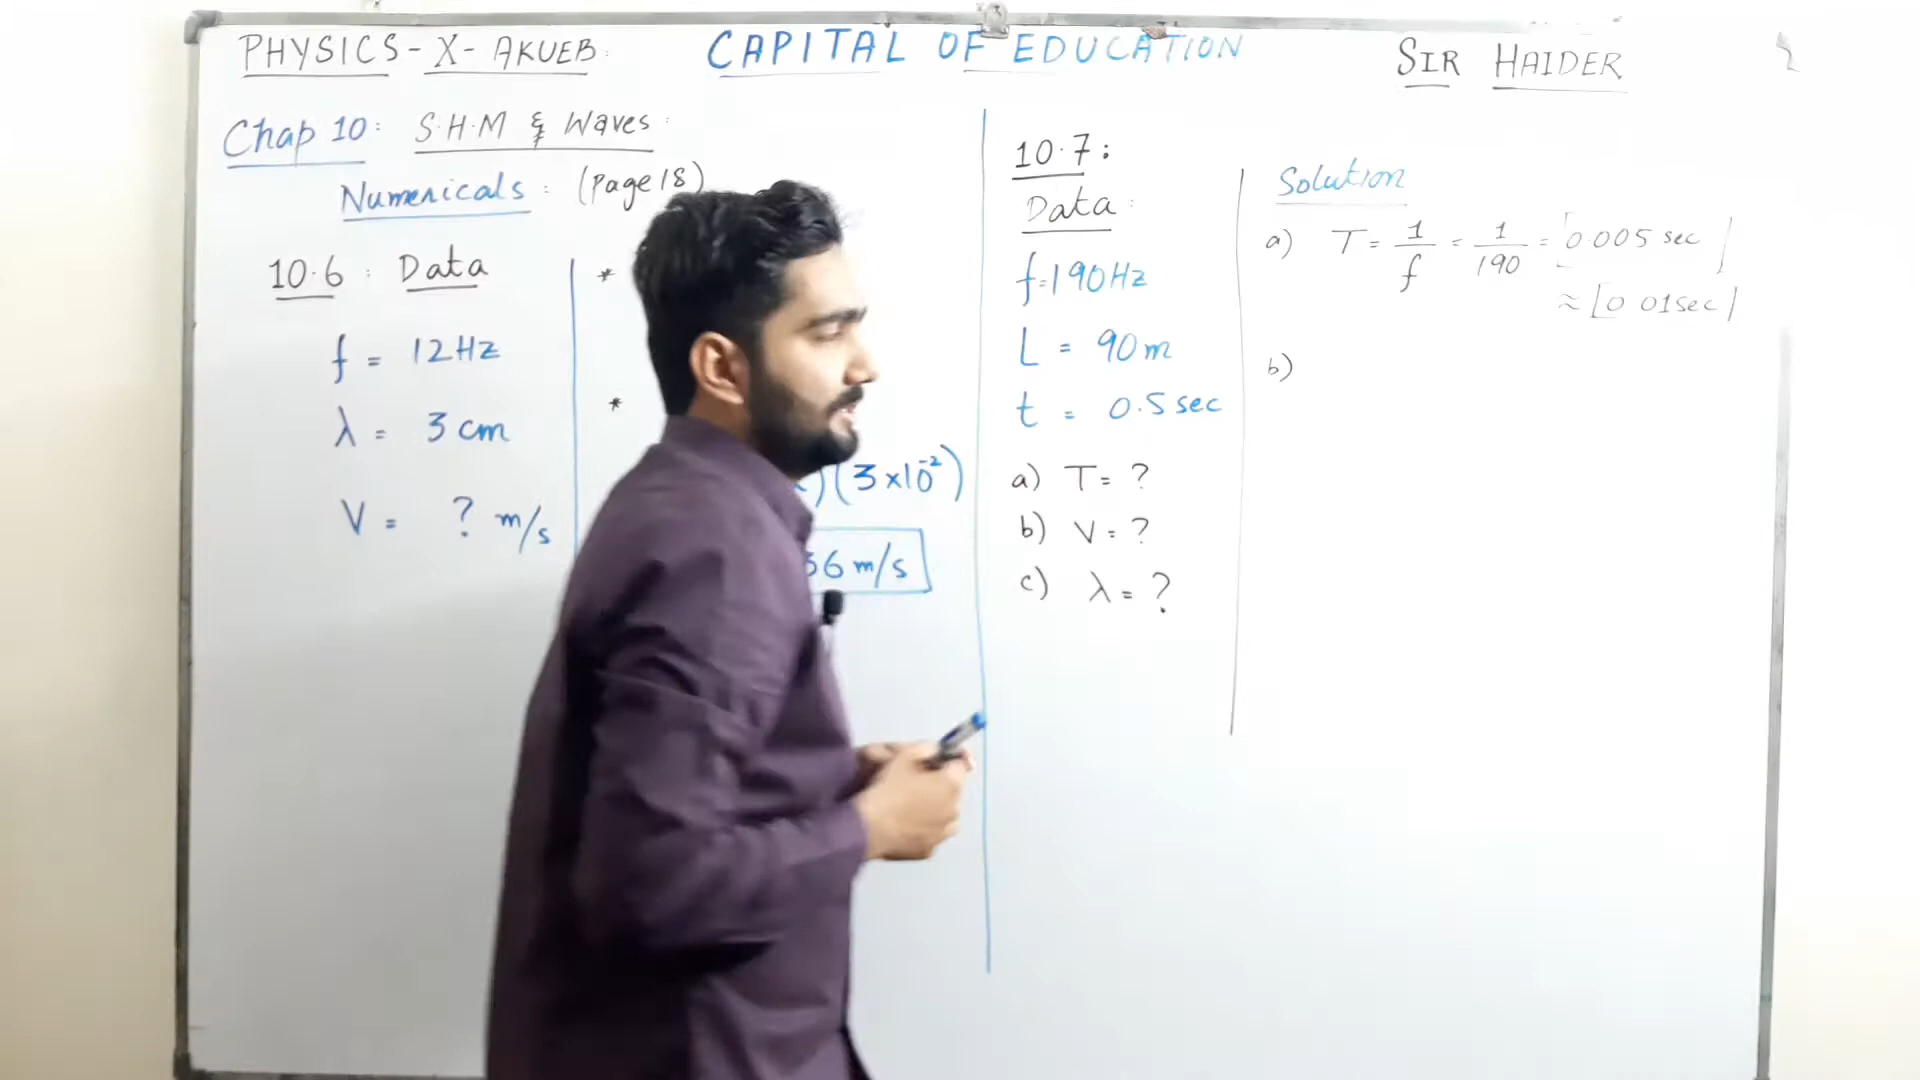 PHYSICS - X - AKUEB CAPITAL OF EDUCATION SIR HAIDER
Chap 10: S.H.M & Waves:
Numericals: (Page 18)
10.6: Data
f = 12Hz
λ = 3 cm
V = ? m/s
*
*
)(3×10⁻²)
36 m/s
10.7:
Data:
f=190Hz
L = 90m
t = 0.5 sec
a) T = ?
b) V = ?
c) λ = ?
Solution
a) T = 1/f = 1/190 = 0.005 sec
≈ 0.01sec
b)